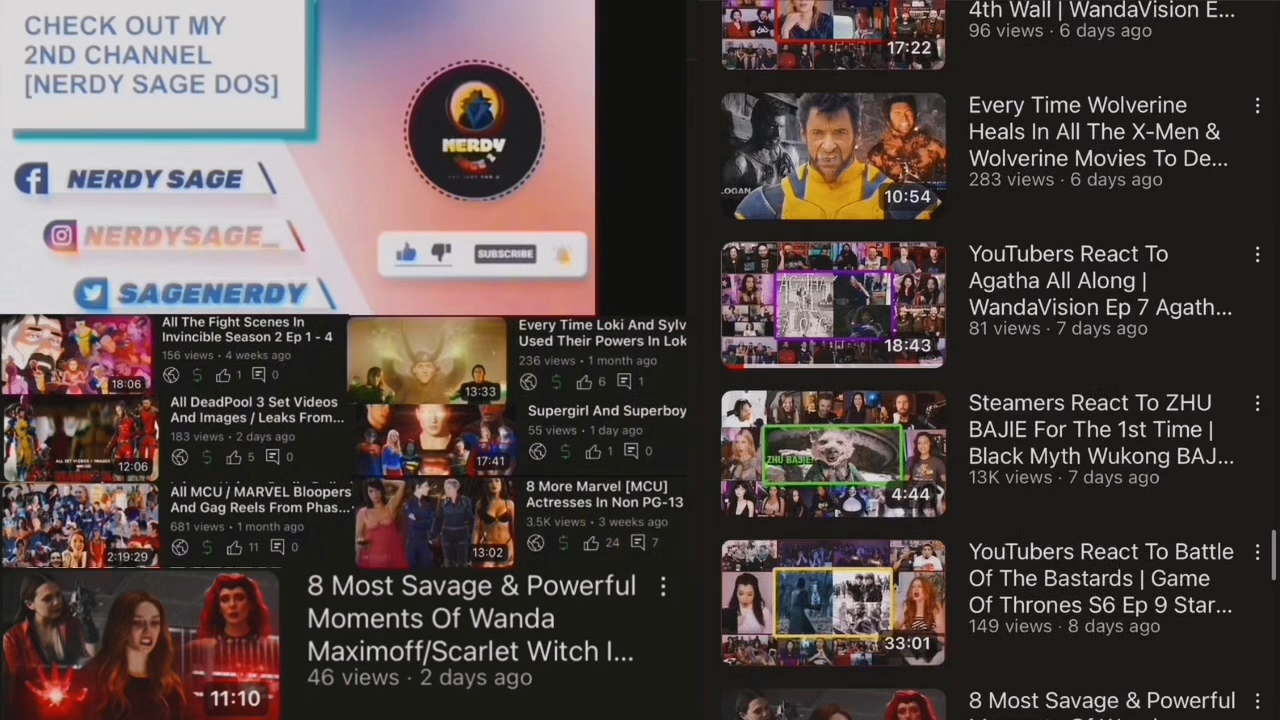 CHECK OUT MY
2ND CHANNEL
[NERDY SAGE DOS]
NERDY SAGE
NERDYSAGE_
SAGENERDY
NERDY
SUBSCRIBE
All The Fight Scenes In
Invincible Season 2 Ep 1 - 4
156 views • 4 weeks ago
1 0
18:06
All DeadPool 3 Set Videos
And Images / Leaks From...
183 views • 2 days ago
5 0
12:06
All MCU / MARVEL Bloopers
And Gag Reels From Phas...
681 views • 1 month ago
11 0
2:19:29
Every Time Loki And Sylv
Used Their Powers In Lok
236 views • 1 month ago
6 1
13:33
Supergirl And Superboy
55 views • 1 day ago
1 0
17:41
8 More Marvel [MCU]
Actresses In Non PG-13
3.5K views • 3 weeks ago
24 7
13:02
8 Most Savage & Powerful
Moments Of Wanda
Maximoff/Scarlet Witch I...
46 views · 2 days ago
11:10
4th Wall | WandaVision E...
96 views · 6 days ago
17:22
Every Time Wolverine
Heals In All The X-Men &
Wolverine Movies To De...
283 views · 6 days ago
LOGAN
10:54
YouTubers React To
Agatha All Along |
WandaVision Ep 7 Agath...
81 views · 7 days ago
AGATHA
18:43
Steamers React To ZHU
BAJIE For The 1st Time |
Black Myth Wukong BAJ...
13K views · 7 days ago
ZHU BAJIE
4:44
YouTubers React To Battle
Of The Bastards | Game
Of Thrones S6 Ep 9 Star...
149 views · 8 days ago
33:01
8 Most Savage & Powerful